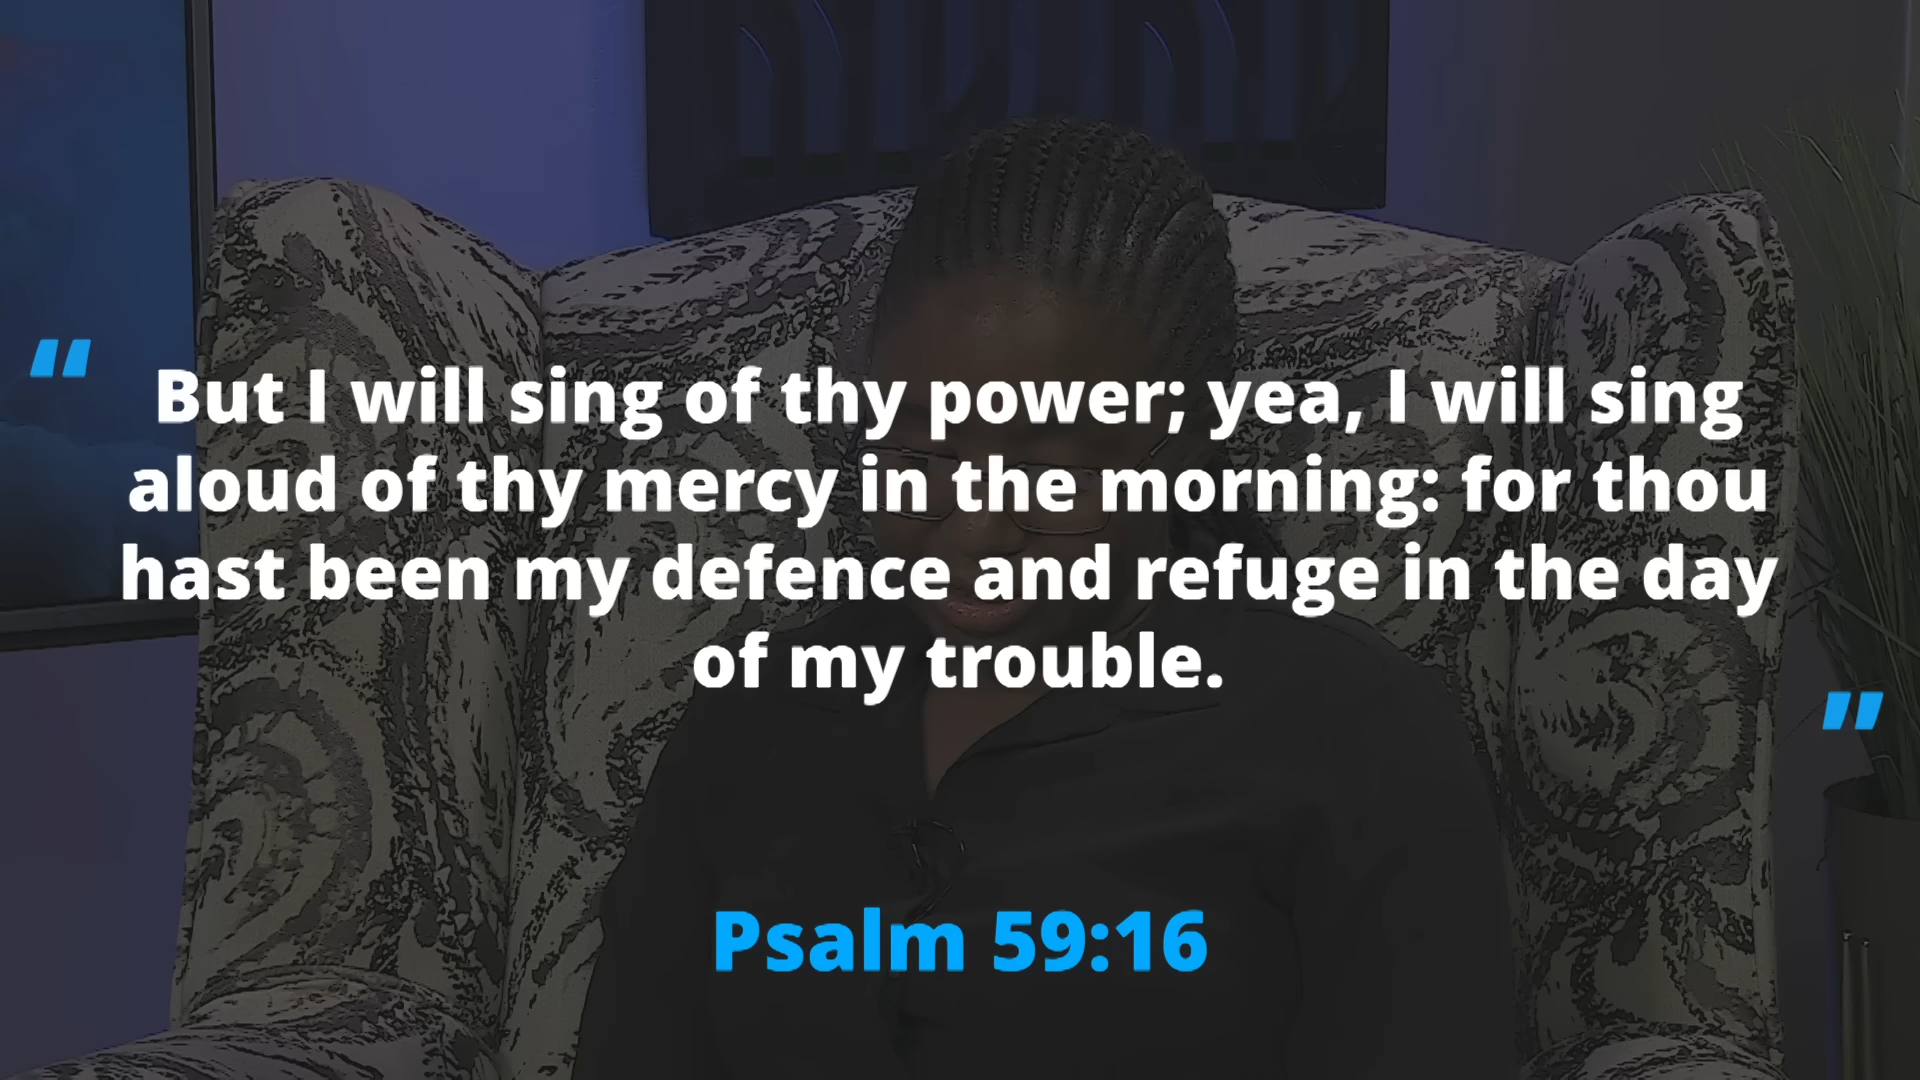 “ But I will sing of thy power; yea, I will sing
aloud of thy mercy in the morning: for thou
hast been my defence and refuge in the day
of my trouble. ”
Psalm 59:16